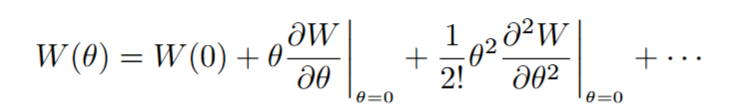 W(θ) = W(0) + θ ∂W/∂θ |_{θ=0} + 1/2! θ² ∂²W/∂θ² |_{θ=0} + ⋯